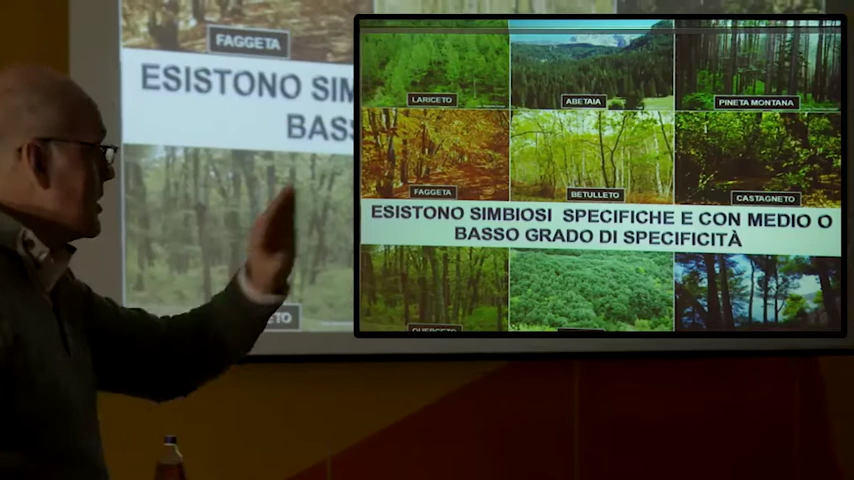 FAGGETA
ESISTONO SIM
BASS
LARICETO
ABETAIA
PINETA MONTANA
FAGGETA
BETULLETO
CASTAGNETO
ESISTONO SIMBIOSI SPECIFICHE E CON MEDIO O
BASSO GRADO DI SPECIFICITÀ
QUERCETO